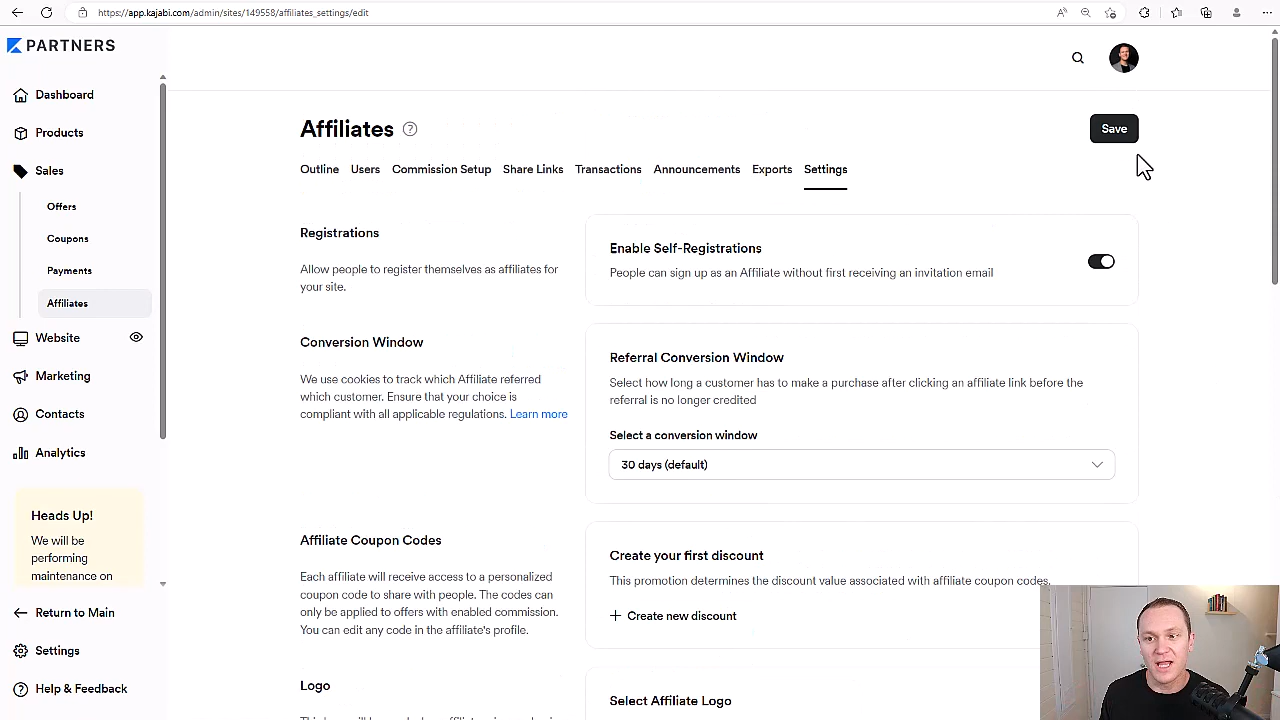 https://app.kajabi.com/admin/sites/149558/affiliates_settings/edit
PARTNERS
Dashboard
Products
Sales
Offers
Coupons
Payments
Affiliates
Website
Marketing
Contacts
Analytics
Heads Up!
We will be
performing
maintenance on
Return to Main
Settings
Help & Feedback
Affiliates
Save
Outline Users Commission Setup Share Links Transactions Announcements Exports Settings
Registrations
Allow people to register themselves as affiliates for
your site.
Enable Self-Registrations
People can sign up as an Affiliate without first receiving an invitation email
Conversion Window
We use cookies to track which Affiliate referred
which customer. Ensure that your choice is
compliant with all applicable regulations. Learn more
Referral Conversion Window
Select how long a customer has to make a purchase after clicking an affiliate link before the
referral is no longer credited
Select a conversion window
30 days (default)
Affiliate Coupon Codes
Each affiliate will receive access to a personalized
coupon code to share with people. The codes can
only be applied to offers with enabled commission.
You can edit any code in the affiliate's profile.
Create your first discount
This promotion determines the discount value associated with affiliate coupon codes.
Create new discount
Logo
Select Affiliate Logo